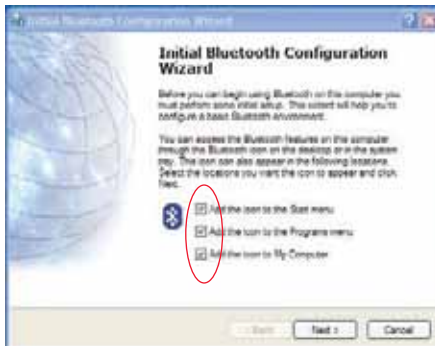 Initial Bluetooth Configuration Wizard
Initial Bluetooth Configuration
Wizard
Before you can begin using Bluetooth on this computer you
must perform some initial setup. This wizard will help you to
configure a basic Bluetooth environment.
You can access the Bluetooth features on this computer
through the Bluetooth icon on the desktop or in the system
tray. This icon can also appear in the following locations.
Select the locations you want the icon to appear and click
Next.
Add the icon to the Start menu
Add the icon to the Programs menu
Add the icon to My Computer
< Back
Next >
Cancel